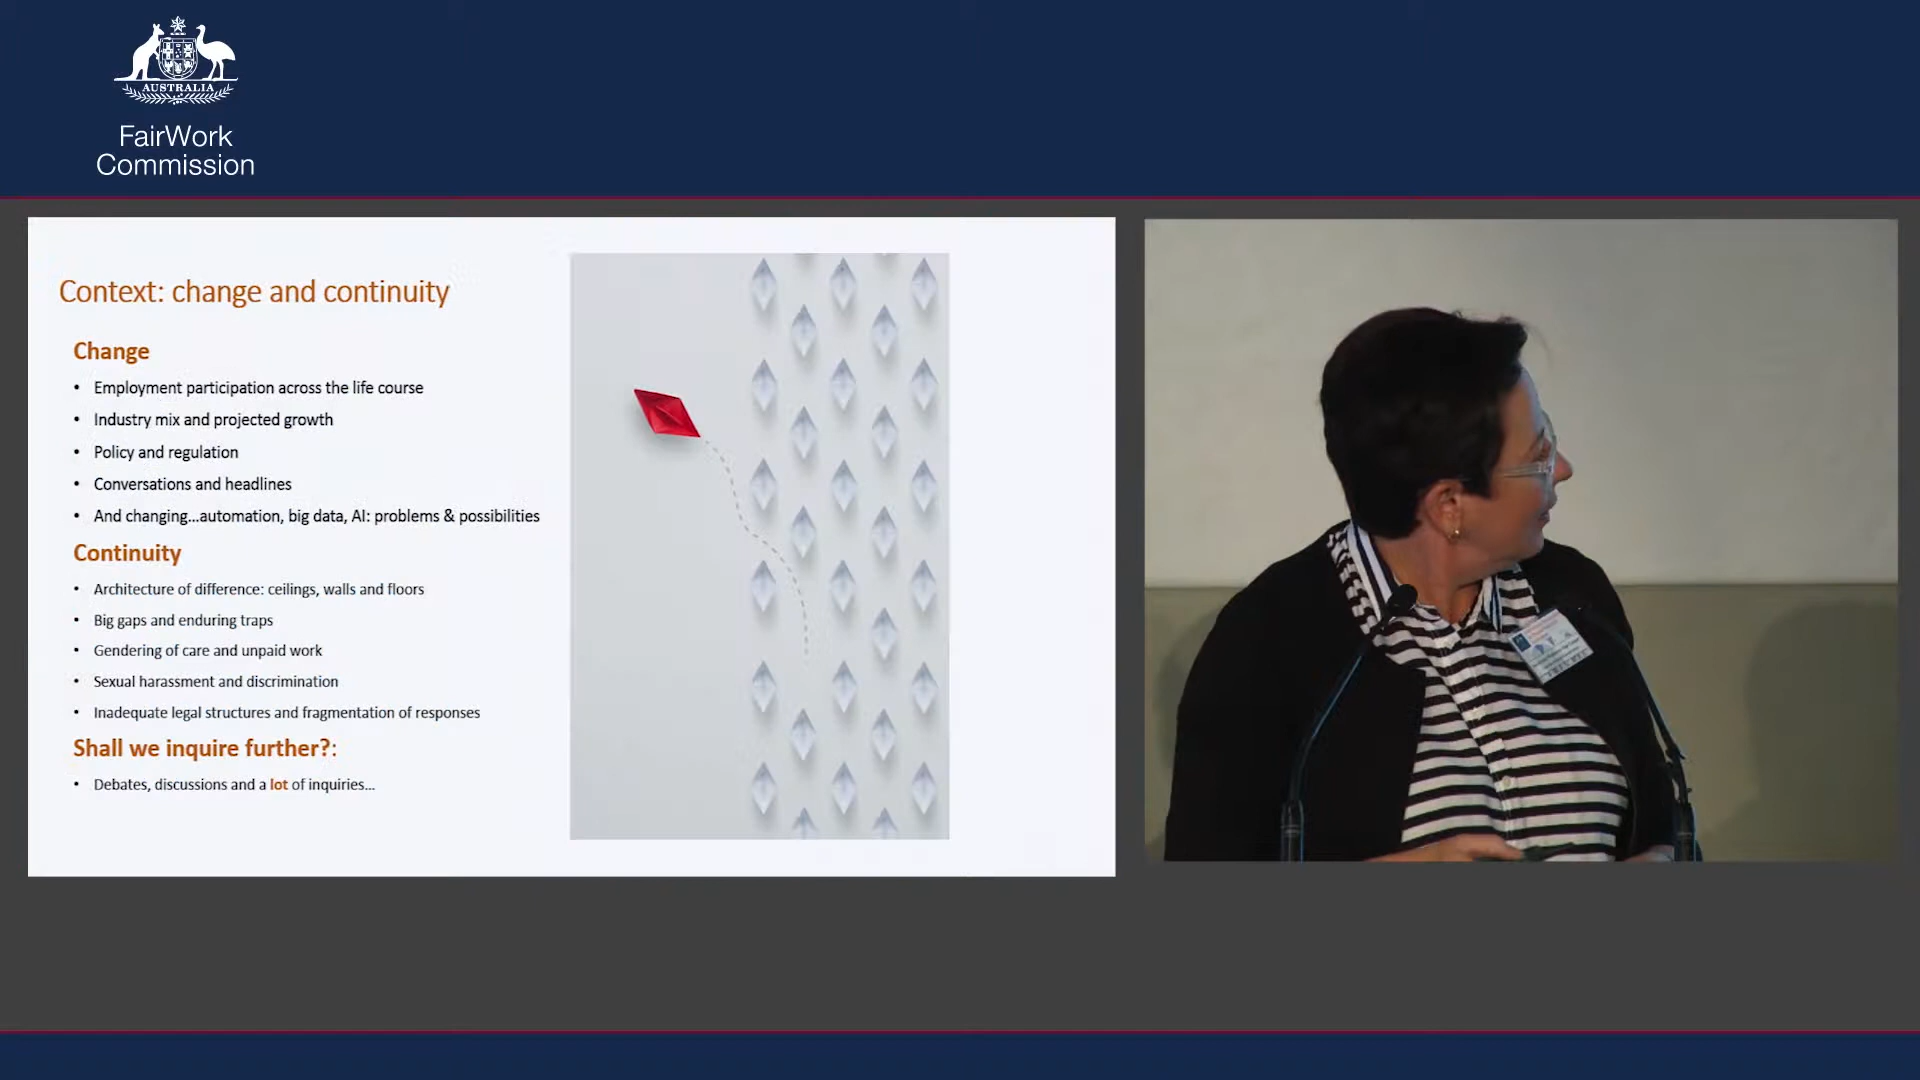 AUSTRALIA
FairWork
Commission
Context: change and continuity
Change
• Employment participation across the life course
• Industry mix and projected growth
• Policy and regulation
• Conversations and headlines
• And changing...automation, big data, AI: problems & possibilities
Continuity
• Architecture of difference: ceilings, walls and floors
• Big gaps and enduring traps
• Gendering of care and unpaid work
• Sexual harassment and discrimination
• Inadequate legal structures and fragmentation of responses
Shall we inquire further?:
• Debates, discussions and a lot of inquiries...